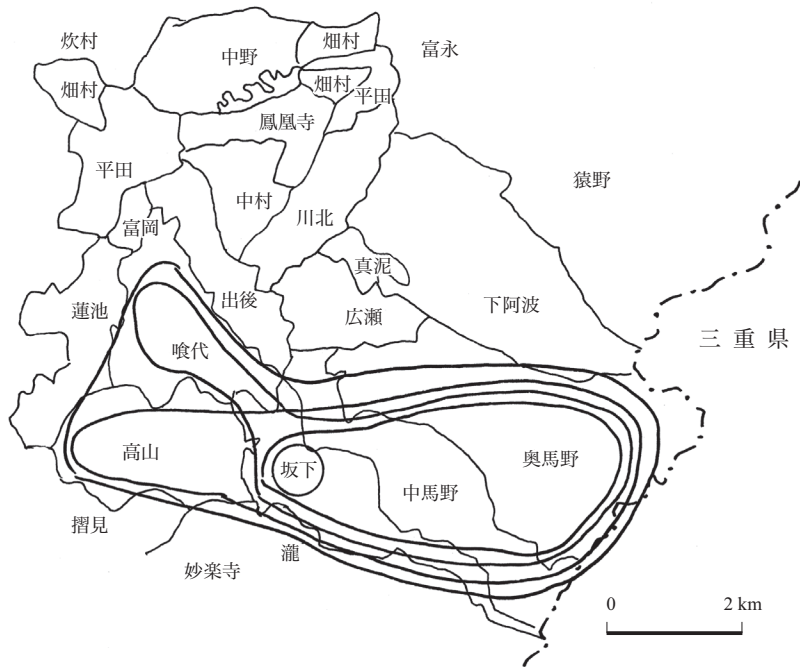 炊村
中野
畑村
富永
畑村
畑村
平田
鳳凰寺
平田
猿野
中村
富岡
川北
真泥
蓮池
出後
広瀬
下阿波
三重県
喰代
高山
坂下
奥馬野
中馬野
摺見
瀧
妙楽寺
0 2 km